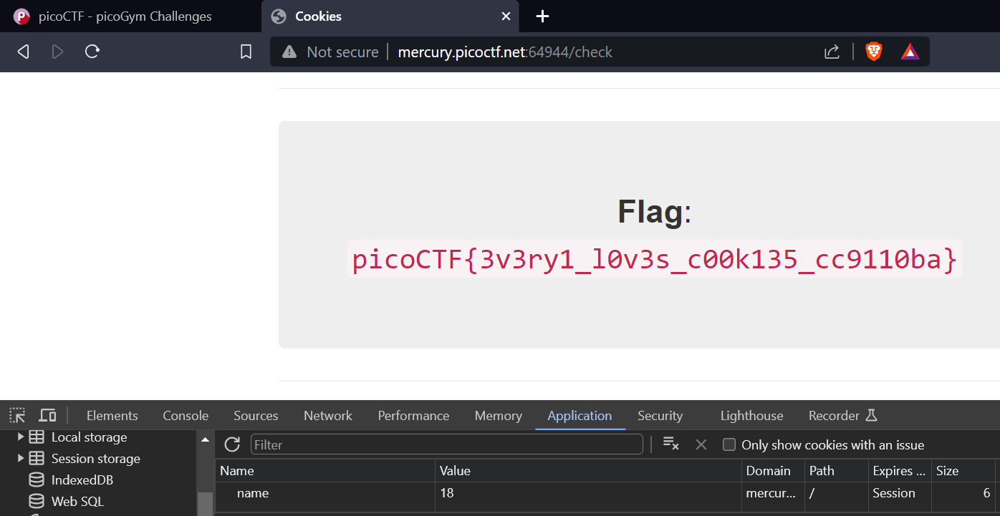 picoCTF - picoGym Challenges
Cookies
Not secure
mercury.picoctf.net:64944/check
Flag:
picoCTF{3v3ry1_l0v3s_c00k135_cc9110ba}
Elements Console Sources Network Performance Memory Application Security Lighthouse Recorder
Local storage
Session storage
IndexedDB
Web SQL
Filter
Only show cookies with an issue
Name Value Domain Path Expires ... Size
name 18 mercur... / Session 6